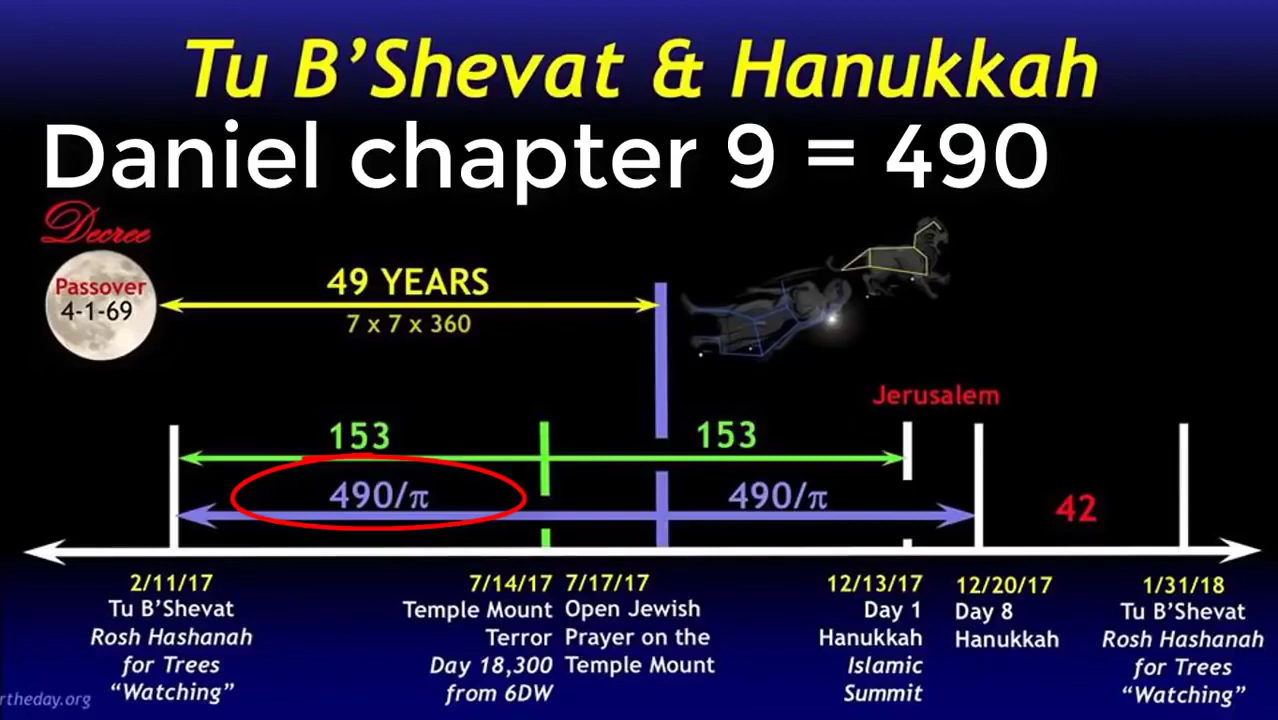 Tu B'Shevat & Hanukkah
Daniel chapter 9 = 490
Decree
Passover
4-1-69
49 YEARS
7 x 7 x 360
Jerusalem
153
153
490/π
490/π
42
2/11/17
Tu B'Shevat
Rosh Hashanah
for Trees
“Watching”
7/14/17
Temple Mount
Terror
Day 18,300
from 6DW
7/17/17
Open Jewish
Prayer on the
Temple Mount
12/13/17
Day 1
Hanukkah
Islamic
Summit
12/20/17
Day 8
Hanukkah
1/31/18
Tu B'Shevat
Rosh Hashanah
for Trees
“Watching”
rtheday.org